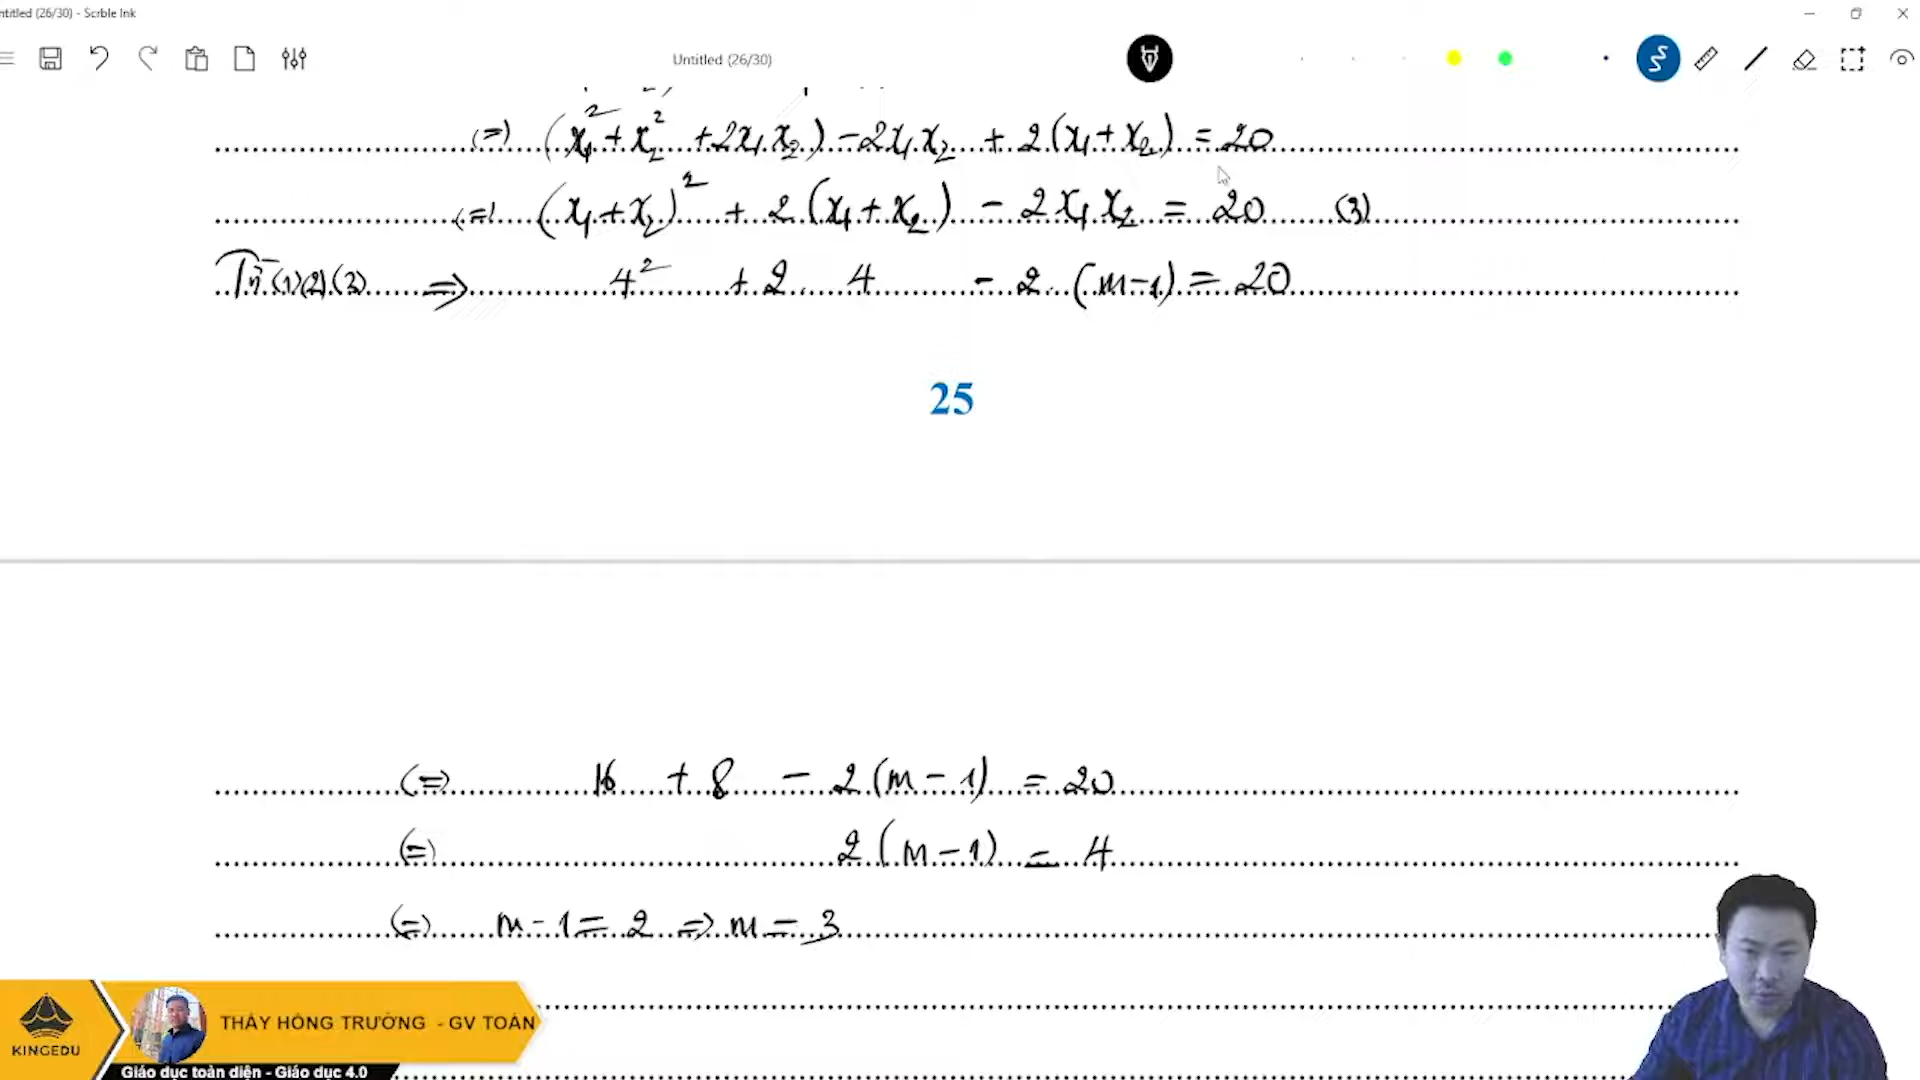 ntitled (26/30) - Scrble Ink
Untitled (26/30)
(=) (x₁² + x₂² + 2x₁x₂) - 2x₁x₂ + 2(x₁ + x₂) = 20
(=) (x₁ + x₂)² + 2(x₁ + x₂) - 2x₁x₂ = 20 (3)
Từ (1)(2)(3) => 4² + 2. 4 - 2.(m-1) = 20
25
(=) 16 + 8 - 2(m-1) = 20
(=) 2(m-1) = 4
(=) m-1 = 2 => m = 3
KINGEDU
THẦY HỒNG TRƯỜNG - GV TOÁN
Giáo dục toàn diện - Giáo dục 4.0